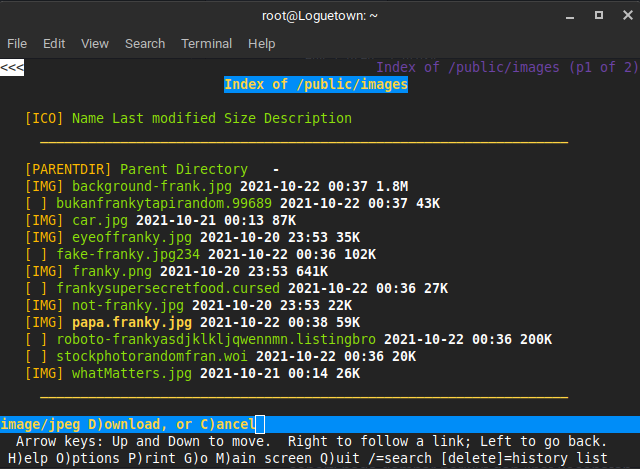 root@Loguetown: ~
File Edit View Search Terminal Help
<<< Index of /public/images (p1 of 2)
Index of /public/images
[ICO] Name Last modified Size Description
[PARENTDIR] Parent Directory -
[IMG] background-frank.jpg 2021-10-22 00:37 1.8M
[ ] bukanfrankytapirandom.99689 2021-10-22 00:37 43K
[IMG] car.jpg 2021-10-21 00:13 87K
[IMG] eyeoffranky.jpg 2021-10-20 23:53 35K
[ ] fake-franky.jpg234 2021-10-22 00:36 102K
[IMG] franky.png 2021-10-20 23:53 641K
[ ] frankysupersecretfood.cursed 2021-10-22 00:36 27K
[IMG] not-franky.jpg 2021-10-20 23:53 22K
[IMG] papa.franky.jpg 2021-10-22 00:38 59K
[ ] roboto-frankyasdjklkljqwennmn.listingbro 2021-10-22 00:36 200K
[ ] stockphotorandomfran.woi 2021-10-22 00:36 20K
[IMG] whatMatters.jpg 2021-10-21 00:14 26K
image/jpeg D)ownload, or C)ancel
Arrow keys: Up and Down to move. Right to follow a link; Left to go back.
H)elp O)ptions P)rint G)o M)ain screen Q)uit /=search [delete]=history list